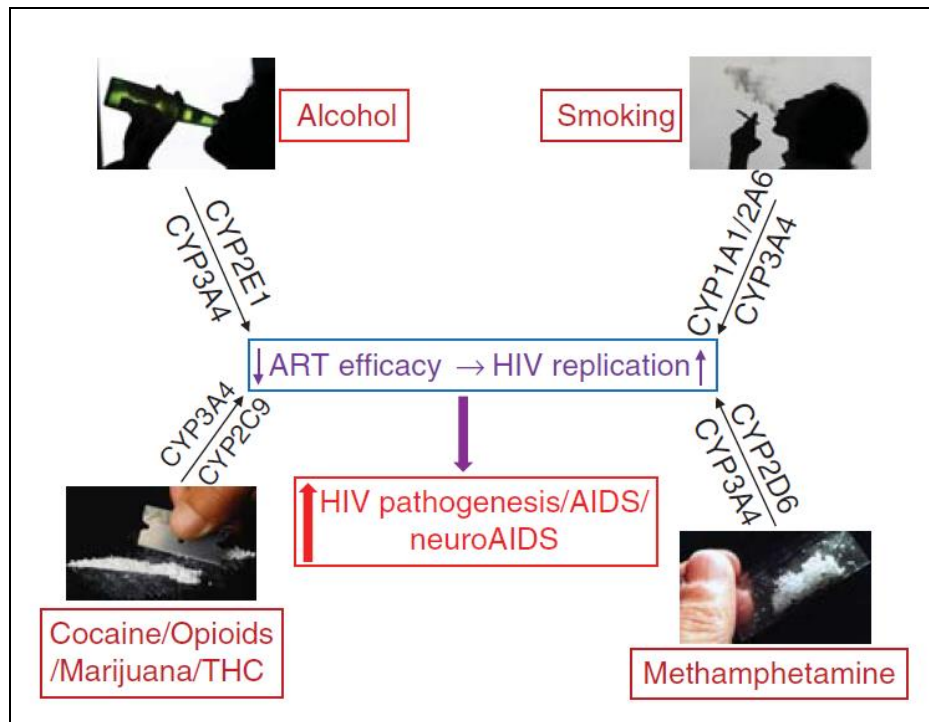 Alcohol
Smoking
CYP2E1
CYP3A4
CYP1A1/2A6
CYP3A4
↓ ART efficacy → HIV replication ↑
CYP3A4
CYP2C9
CYP2D6
CYP3A4
HIV pathogenesis/AIDS/
neuroAIDS
Cocaine/Opioids
/Marijuana/THC
Methamphetamine